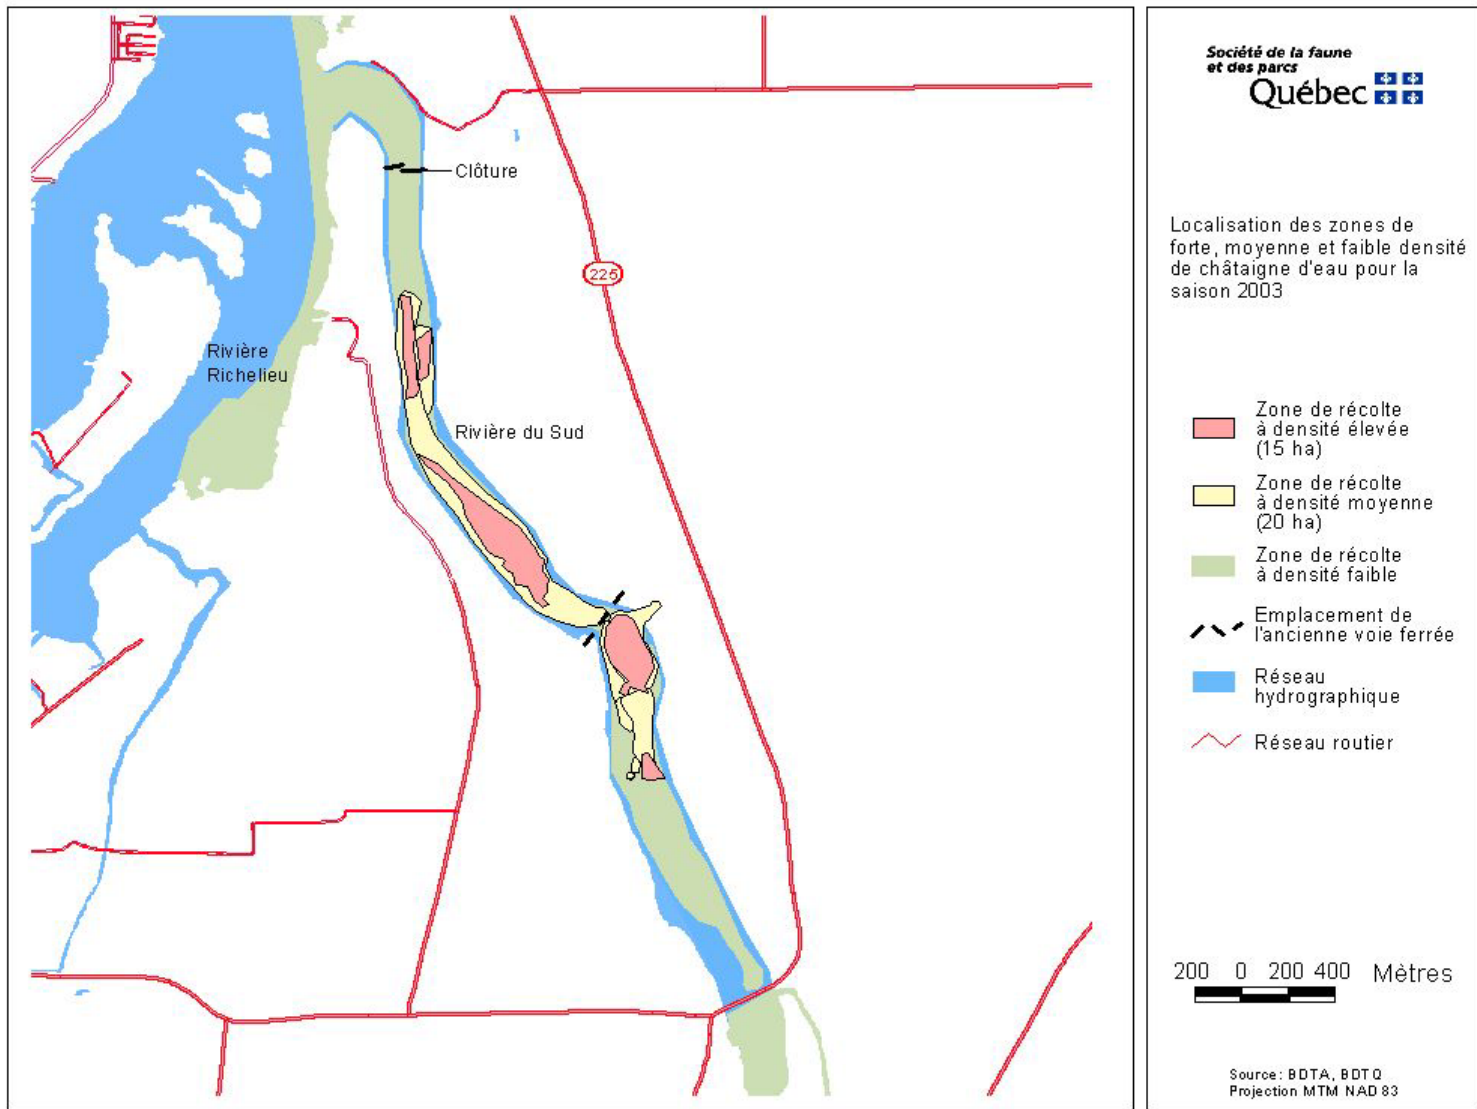 Société de la faune
et des parcs
Québec
Clôture
Localisation des zones de
forte, moyenne et faible densité
de châtaigne d'eau pour la
saison 2003
225
Rivière
Richelieu
Rivière du Sud
Zone de récolte
à densité élevée
(15 ha)
Zone de récolte
à densité moyenne
(20 ha)
Zone de récolte
à densité faible
Emplacement de
l'ancienne voie ferrée
Réseau
hydrographique
Réseau routier
200 0 200 400 Mètres
Source: BDTA, BDTQ
Projection MTM NAD 83